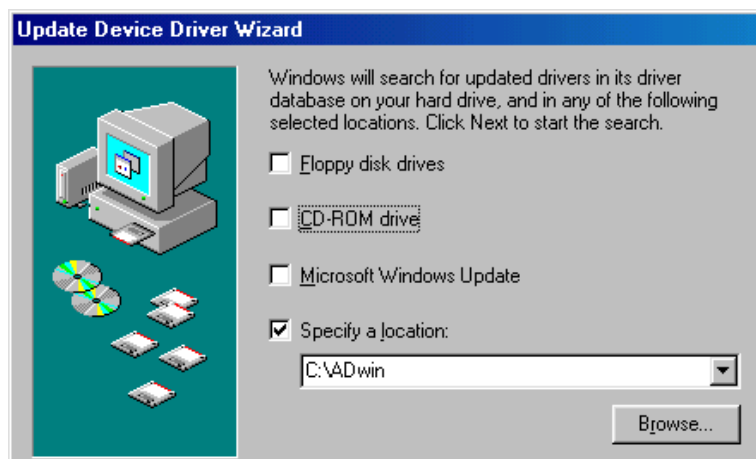 Update Device Driver Wizard
Windows will search for updated drivers in its driver
database on your hard drive, and in any of the following
selected locations. Click Next to start the search.
Floppy disk drives
CD-ROM drive
Microsoft Windows Update
Specify a location:
C:\ADwin
Browse...